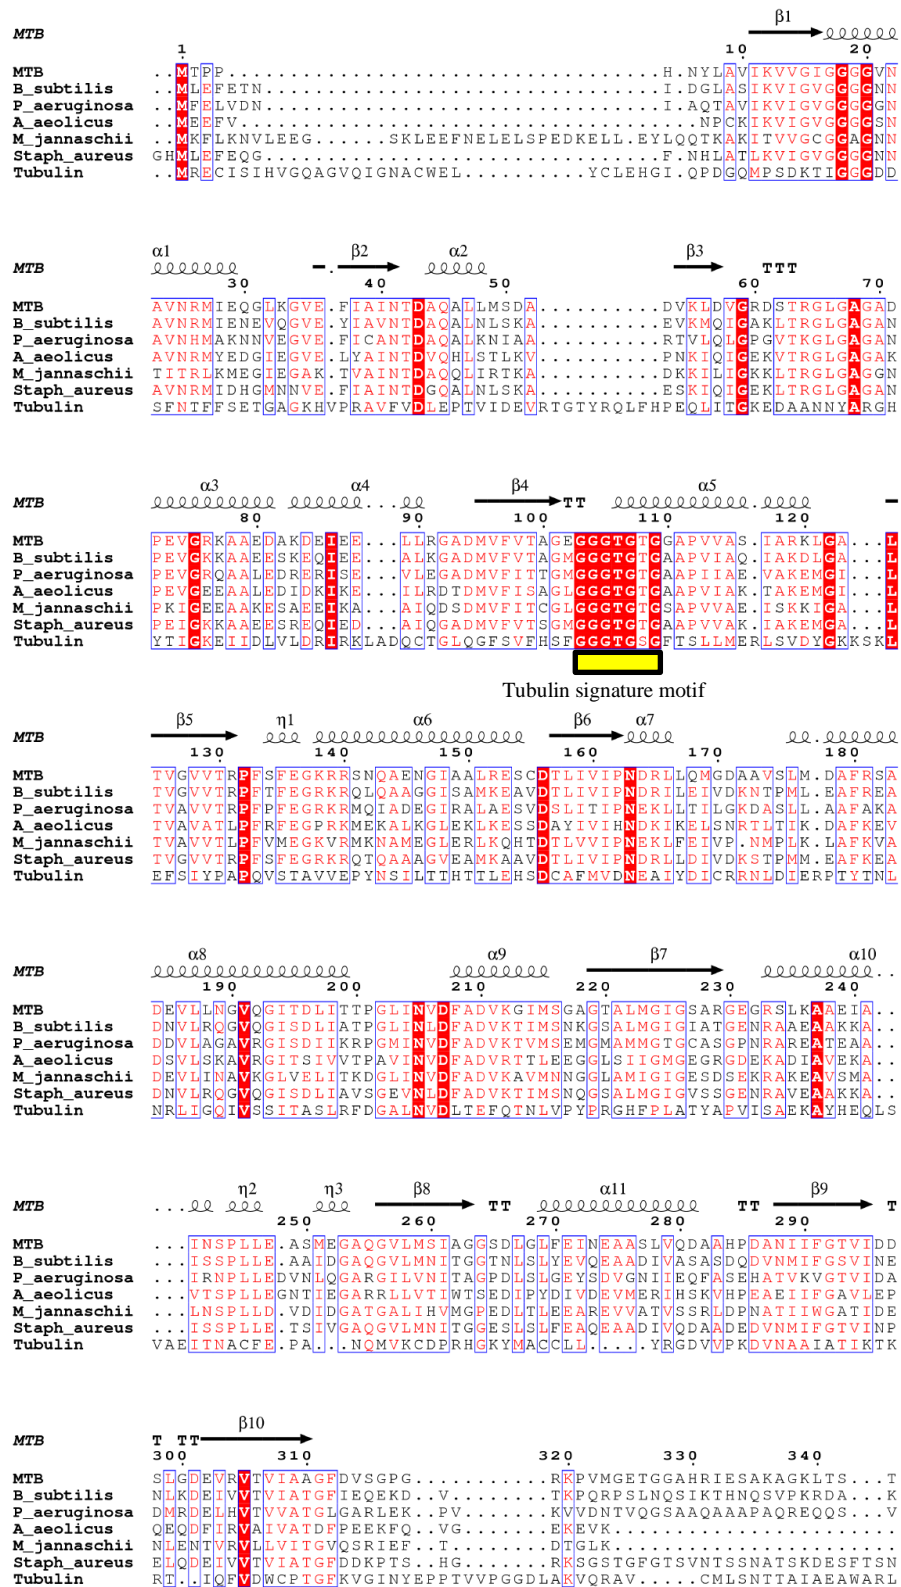 β1
MTB
1 10 20
MTB ..MTPP...................................H.NYLAVIKVVGIGGGGVN
B_subtilis ..MLEFETN................................I.DGLASIKVIGVGGGGNN
P_aeruginosa ..MFELVDN................................I.AQTAVIKVIGVGGGGGN
A_aeolicus ..MEEFV.....................................NPCKIKVIGVGGGGSN
M_jannaschii ..MKFLKNVLEEG......SKLEEFNELELSPEDKELL.EYLQQTKAKITVVGCGGAGNN
Staph_aureus GHMLEFEQG................................F.NHLATLKVIGVGGGGNN
Tubulin ..MRECISIHVGQAGVQIGNACWEL..........YCLEHGI.QPDGQMPSDKTIGGGDD
α1 β2 α2 β3
MTB TTT
30 40 50 60 70
MTB AVNRMIEQGLKGVE.FIAINTDAQALLMSDA..........DVKLDVGRDSTRGLGAGAD
B_subtilis AVNRMIENEVQGVE.YIAVNTDAQALNLSKA..........EVKMQIGAKLTRGLGAGAN
P_aeruginosa AVNHMAKNNVEGVE.FICANTDAQALKNIAA..........RTVLQLGPGVTKGLGAGAN
A_aeolicus AVNRMYEDGIEGVE.LYAINTDVQHLSTLKV..........PNKIQIGEKVTRGLGAGAK
M_jannaschii TITRLKMEGIEGAK.TVAINTDAQQLIRTKA..........DKKILIGKKLTRGLGAGGN
Staph_aureus AVNRMIDHGMNNVE.FIAINTDGQALNLSKA..........ESKIQIGEKLTRGLGAGAN
Tubulin SFNTFFSETGAGKHVPRAVFVDLEPTVIDEVRTGTYRQLFHPEQLITGKEDAANNYARGH
α3 α4 β4 α5
MTB TT
80 90 100 110 120
MTB PEVGRKAAEDAKDEIEE...LLRGADMVFVTAGEGGGTGTGGAPVVAS.IARKLGA...L
B_subtilis PEVGKKAAEESKEQIEE...ALKGADMVFVTAGMGGGTGTGAAPVIAQ.IAKDLGA...L
P_aeruginosa PEVGRQAALEDRERISE...VLEGADMVFITTGMGGGTGTGAAPIIAE.VAKEMGI...L
A_aeolicus PEVGEEAALEDIDKIKE...ILRDTDMVFISAGLGGGTGTGAAPVIAK.TAKEMGI...L
M_jannaschii PKIGEEAAKESAEEIKA...AIQDSDMVFITCGLGGGTGTGSAPVVAE.ISKKIGA...L
Staph_aureus PEIGKKAAEESREQIED...AIQGADMVFVTSGMGGGTGTGAAPVVAK.IAKEMGA...L
Tubulin YTIGKEIIDLVLDRIRKLADQCTGLQGFSVFHSFGGGTGSGFTSLLMERLSVDYGKKSKL
Tubulin signature motif
β5 η1 α6 β6 α7
MTB
130 140 150 160 170 180
MTB TVGVVTRPFSFEGKRRSNQAENGIAALRESCDTLIVIPNDRLLQMGDAAVSLM.DAFRSA
B_subtilis TVGVVTRPFTFEGRKRQLQAAGGISAMKEAVDTLIVIPNDRILEIVDKNTPML.EAFREA
P_aeruginosa TVAVVTRPFPFEGRKRMQIADEGIRALAESVDSLITIPNEKLLTILGKDASLL.AAFAKA
A_aeolicus TVAVATLPFRFEGPRKMEKALKGLEKLKESSDAYIVIHNDKIKELSNRTLTIK.DAFKEV
M_jannaschii TVAVVTLPFVMEGKVRMKNAMEGLERLKQHTDTLVVIPNEKLFEIVP.NMPLK.LAFKVA
Staph_aureus TVGVVTRPFSFEGRKRQTQAAAGVEAMKAAVDTLIVIPNDRLLDIVDKSTPMM.EAFKEA
Tubulin EFSIYPAPQVSTAVVEPYNSILTTHTTLEHSDCAFMVDNEAIYDICRRNLDIERPTYTNL
α8 α9 β7 α10
MTB
190 200 210 220 230 240
MTB DEVLLNGVQGITDLITTPGLINVDFADVKGIMSGAGTALMGIGSARGEGRSLKAAEIA..
B_subtilis DNVLRQGVQGISDLIATPGLINLDFADVKTIMSNKGSALMGIGIATGENRAAEAAKKA..
P_aeruginosa DDVLAGAVRGISDIIKRPGMINVDFADVKTVMSEMGMAMMGTGCASGPNRAREATEAA..
A_aeolicus DSVLSKAVRGITSIVVTPAVINVDFADVRTTLEEGGLSIIGMGEGRGDEKADIAVEKA..
M_jannaschii DEVLINAVKGLVELITKDGLINVDFADVKAVMNNGGLAMIGIGESDSEKRAKEAVSMA..
Staph_aureus DNVLRQGVQGISDLIAVSGEVNLDFADVKTIMSNQGSALMGIGVSSGENRAVEAAKKA..
Tubulin NRLIGQIVSSITASLRFDGALNVDLTEFQTNLVPYPRGHFPLATYAPVISAEKAYHEQLS
η2 η3 β8 α11 β9
MTB ... TT TT T
250 260 270 280 290
MTB ...INSPLLE.ASMEGAQGVLMSIAGGSDLGLFEINEAASLVQDAAHPDANIIFGTVIDD
B_subtilis ...ISSPLLE.AAIDGAQGVLMNITGGTNLSLYEVQEAADIVASASDQDVNMIFGSVINE
P_aeruginosa ...IRNPLLEDVNLQGARGILVNITAGPDLSLGEYSDVGNIIEQFASEHATVKVGTVIDA
A_aeolicus ...VTSPLLEGNTIEGARRLLVTIWTSEDIPYDIVDEVMERIHSKVHPEAEIIFGAVLEP
M_jannaschii ...LNSPLLD.VDIDGATGALIHVMGPEDLTLEEAREVVATVSSRLDPNATIIWGATIDE
Staph_aureus ...ISSPLLE.TSIVGAQGVLMNITGGESLSLFEAQEAADIVQDAADEDVNMIFGTVINP
Tubulin VAEITNACFE.PA..NQMVKCDPRHGKYMACCLL....YRGDVVPKDVNAAIATIKTK
β10
MTB T TT
300 310 320 330 340
MTB SLGDEVRVTVIAAGFDVSGPG...........RKPVMGETGGAHRIESAKAGKLTS...T
B_subtilis NLKDEIVVTVIATGFIEQEKD..V........TKPQRPSLNQSIKTHNQSVPKRDA...K
P_aeruginosa DMRDELHVTVVATGLGARLEK..PV.......KVVDNTVQGSAAQAAAPAQREQQS...V
A_aeolicus QEQDFIRVAIVATDFPEEKFQ..VG.......EKEVK.......................
M_jannaschii NLENTVRVLLVITGVQSRIEF..T........DTGLK.......................
Staph_aureus ELQDEIVVTVIATGFDDKPTS..HG.......RKSGSTGFGTSVNTSSNATSKDESFTSN
Tubulin RT..IQFVDWCPTGFKVGINYEPPTVVPGGDLAKVQRAV.....CMLSNTTAIAEAWARL